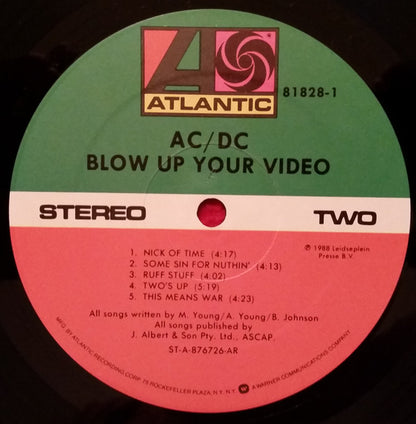 ATLANTIC
81828-1
AC/DC
BLOW UP YOUR VIDEO
STEREO
TWO
℗ 1988 Leidseplein
Presse B.V.
1. NICK OF TIME (4:17)
2. SOME SIN FOR NUTHIN' (4:13)
3. RUFF STUFF (4:02)
4. TWO'S UP (5:19)
5. THIS MEANS WAR (4:23)
All songs written by M. Young/A. Young/B. Johnson
All songs published by
J. Albert & Son Pty. Ltd., ASCAP.
ST-A-876726-AR
MFG. BY ATLANTIC RECORDING CORP. 75 ROCKEFELLER PLAZA, N.Y. N.Y. A WARNER COMMUNICATIONS COMPANY